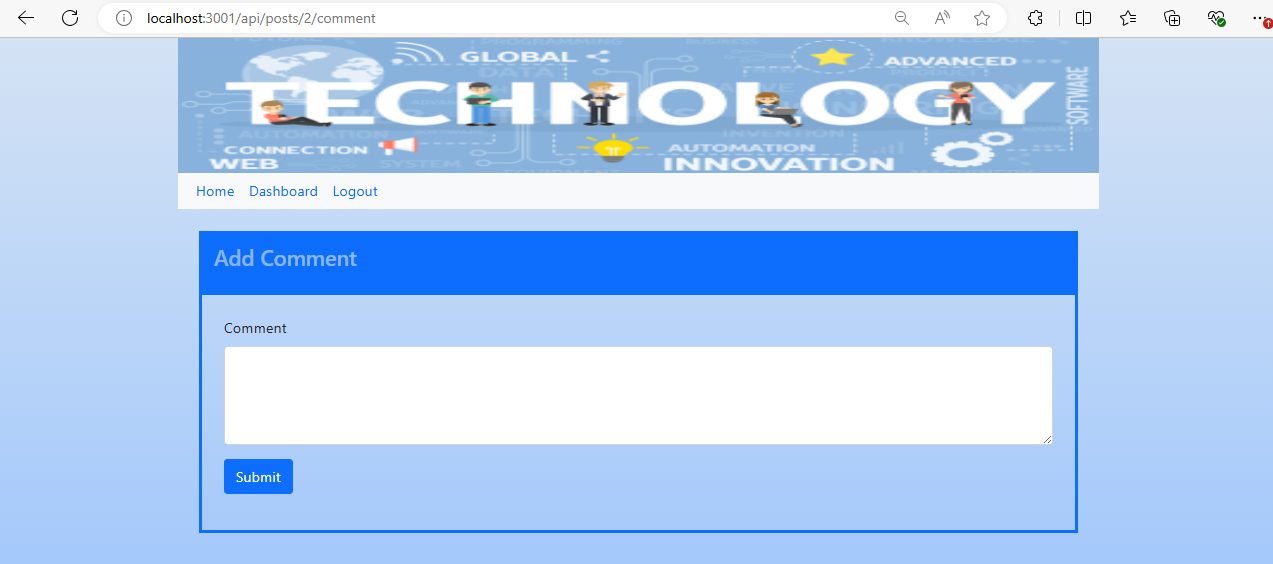 localhost:3001/api/posts/2/comment
GLOBAL
ADVANCED
DATA
TECHNOLOGY
SOFTWARE
AUTOMATION
INVENTION
CONNECTION
AUTOMATION
WEB
SYSTEM
INNOVATION
Home Dashboard Logout
Add Comment
Comment
Submit